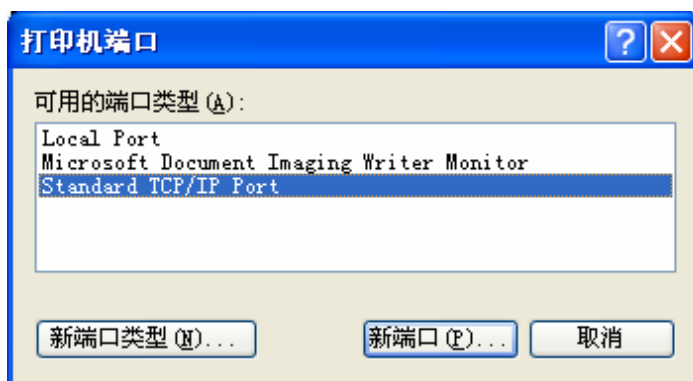 打印机端口
可用的端口类型(A):
Local Port
Microsoft Document Imaging Writer Monitor
Standard TCP/IP Port
新端口类型(N)... 新端口(P)... 取消